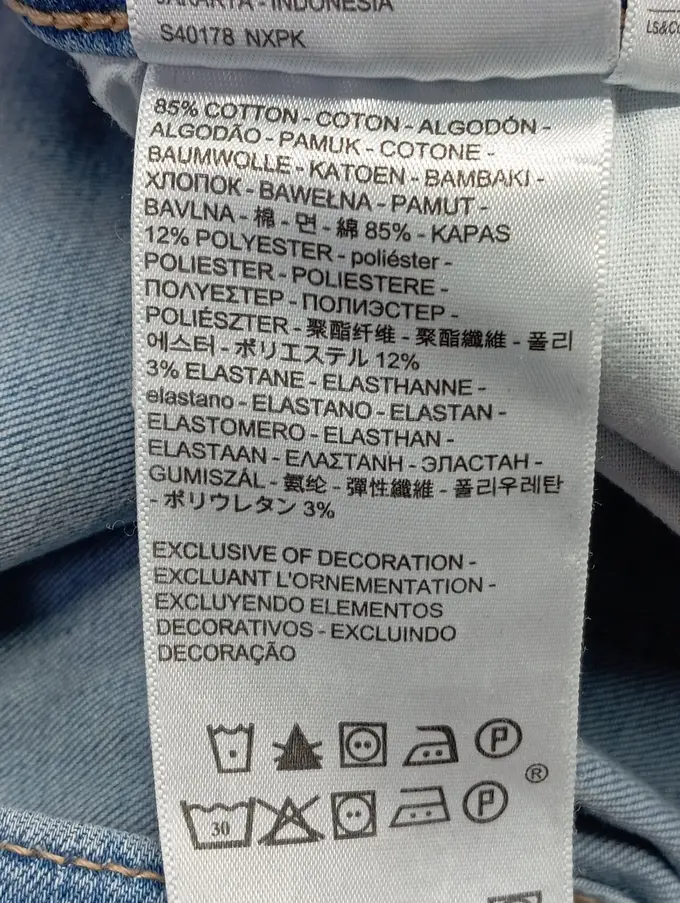 JAKARTA - INDONESIA
S40178 NXPK
LS&Co
85% COTTON - COTON - ALGODÓN -
ALGODÃO - PAMUK - COTONE -
BAUMWOLLE - KATOEN - BAMBAKI -
ХЛОПОК - BAWEŁNA - PAMUT -
BAVLNA - 棉 - 면 - 綿 85% - KAPAS
12% POLYESTER - poliéster -
POLIESTER - POLIESTERE -
ΠΟΛΥΕΣΤΕΡ - ПОЛИЭСТЕР -
POLIÉSZTER - 聚酯纤维 - 聚酯纖維 - 폴리
에스터 - ポリエステル 12%
3% ELASTANE - ELASTHANNE -
elastano - ELASTANO - ELASTAN -
ELASTOMERO - ELASTHAN -
ELASTAAN - ΕΛΑΣΤΑΝΗ - ЭЛАСТАН -
GUMISZÁL - 氨纶 - 彈性纖維 - 폴리우레탄
- ポリウレタン 3%
EXCLUSIVE OF DECORATION -
EXCLUANT L'ORNEMENTATION -
EXCLUYENDO ELEMENTOS
DECORATIVOS - EXCLUINDO
DECORAÇÃO
P
®
30 P